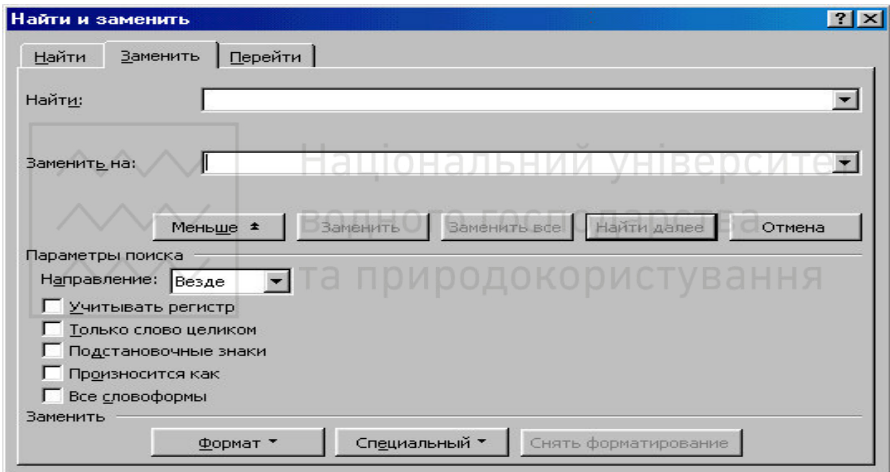 Найти и заменить
Найти Заменить Перейти
Найти:
Заменить на:
Національний університе
Меньше Заменить Заменить все Найти далее Отмена
водного господарства
Параметры поиска
та природокористування
Направление: Везде
Учитывать регистр
Только слово целиком
Подстановочные знаки
Произносится как
Все словоформы
Заменить
Формат Специальный Снять форматирование